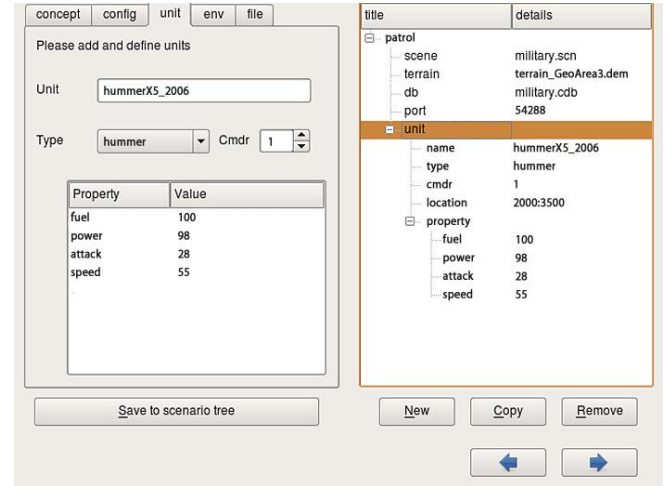 concept config unit env file
Please add and define units
Unit hummerX5_2006
Type hummer Cmdr 1
Property Value
fuel 100
power 98
attack 28
speed 55
Save to scenario tree
title details
patrol
scene military.scn
terrain terrain_GeoArea3.dem
db military.cdb
port 54288
unit
name hummerX5_2006
type hummer
cmdr 1
location 2000:3500
property
fuel 100
power 98
attack 28
speed 55
New Copy Remove